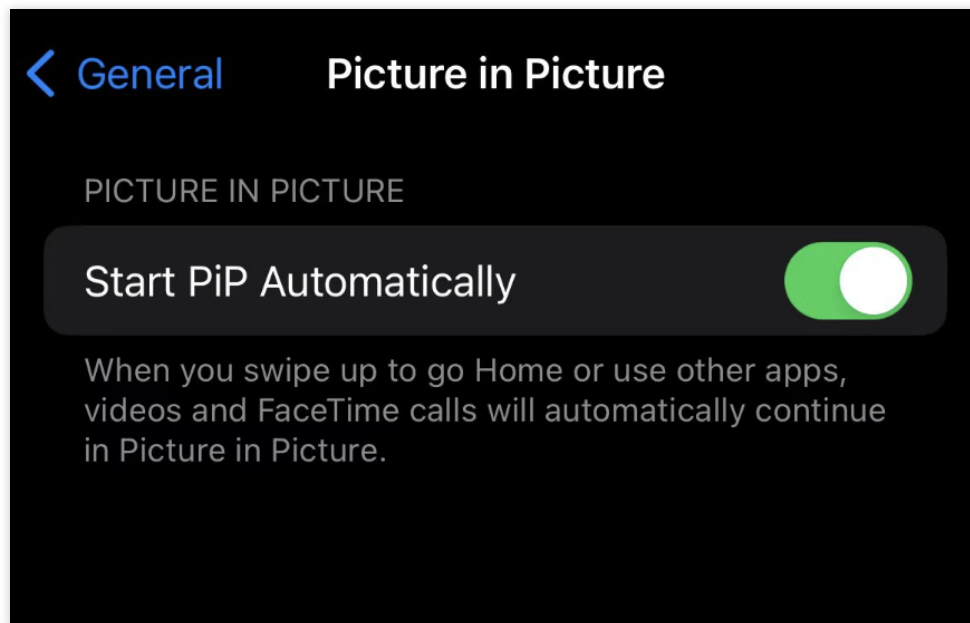 General
Picture in Picture
PICTURE IN PICTURE
Start PiP Automatically
When you swipe up to go Home or use other apps,
videos and FaceTime calls will automatically continue
in Picture in Picture.